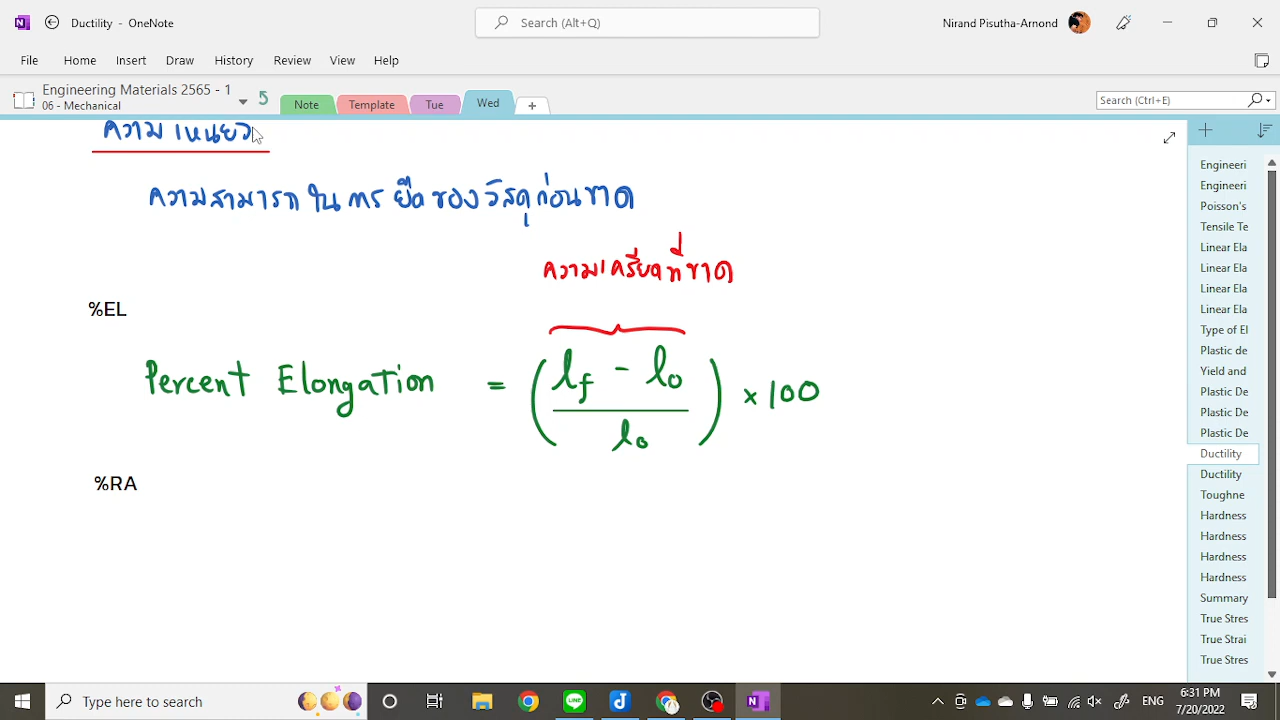 Ductility - OneNote
Search (Alt+Q)
Nirand Pisutha-Arnond
File Home Insert Draw History Review View Help
Engineering Materials 2565 - 1
06 - Mechanical
Note Template Tue Wed
Search (Ctrl+E)
ความเหนียว
ความสามารถในการยืดของวัสดุก่อนขาด
ความเครียดที่ขาด
%EL
Percent Elongation = (lf - l0 / l0) × 100
%RA
Engineeri
Engineeri
Poisson's
Tensile Te
Linear Ela
Linear Ela
Linear Ela
Linear Ela
Type of El
Plastic de
Yield and
Plastic De
Plastic De
Plastic De
Ductility
Ductility
Toughne
Hardness
Hardness
Hardness
Hardness
Summary
True Stres
True Strai
True Stres
Type here to search
ENG
6:31 PM
7/20/2022